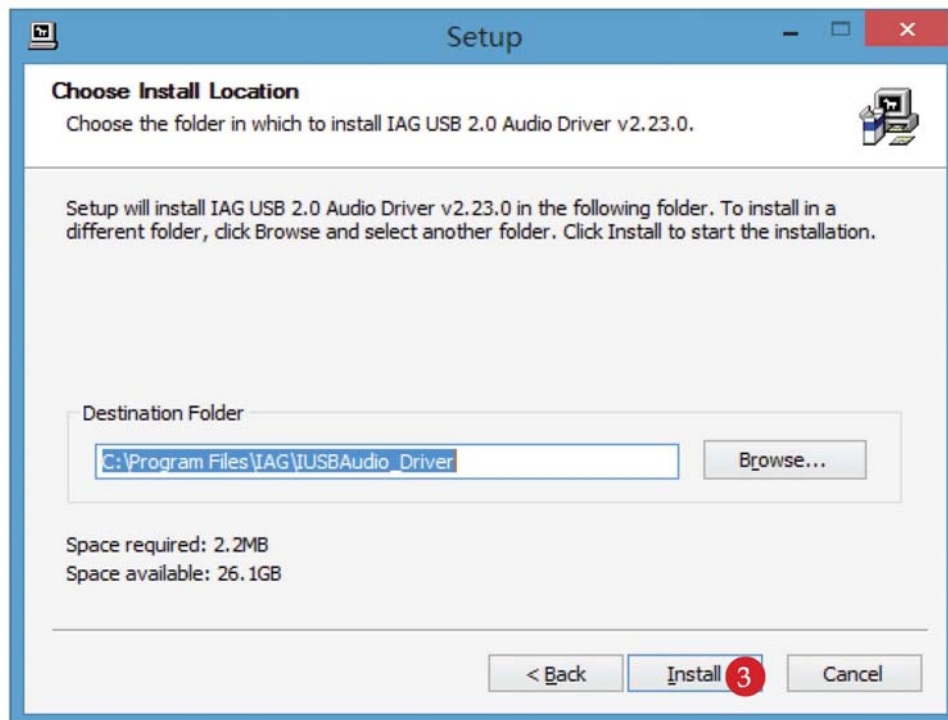 Setup
Choose Install Location
Choose the folder in which to install IAG USB 2.0 Audio Driver v2.23.0.
Setup will install IAG USB 2.0 Audio Driver v2.23.0 in the following folder. To install in a
different folder, click Browse and select another folder. Click Install to start the installation.
Destination Folder
C:\Program Files\IAG\IUSBAudio_Driver
Browse...
Space required: 2.2MB
Space available: 26.1GB
< Back
Install
3
Cancel